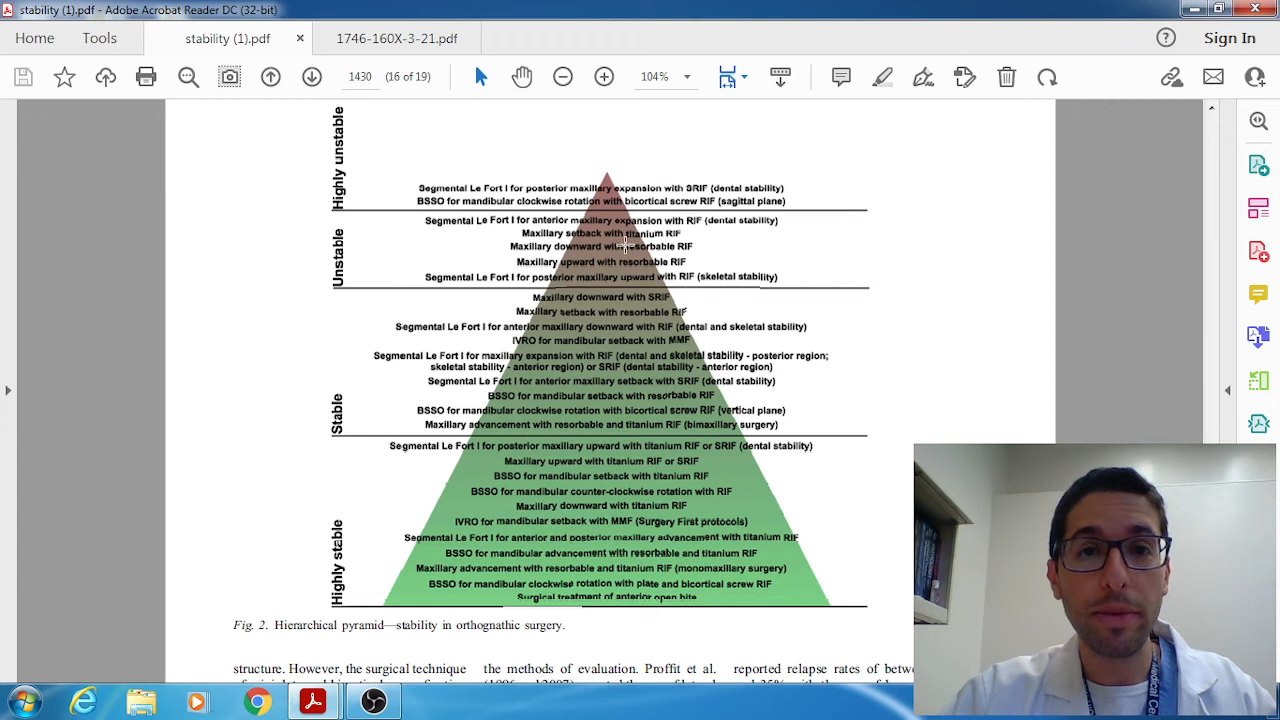 stability (1).pdf - Adobe Acrobat Reader DC (32-bit)
Home
Tools
stability (1).pdf
×
1746-160X-3-21.pdf
Sign In
1430
(16 of 19)
104%
Highly unstable
Segmental Le Fort I for posterior maxillary expansion with SRIF (dental stability)
BSSO for mandibular clockwise rotation with bicortical screw RIF (sagittal plane)
Unstable
Segmental Le Fort I for anterior maxillary expansion with RIF (dental stability)
Maxillary setback with titanium RIF
Maxillary downward with resorbable RIF
Maxillary upward with resorbable RIF
Segmental Le Fort I for posterior maxillary upward with RIF (skeletal stability)
Stable
Maxillary downward with SRIF
Maxillary setback with resorbable RIF
Segmental Le Fort I for anterior maxillary downward with RIF (dental and skeletal stability)
IVRO for mandibular setback with MMF
Segmental Le Fort I for maxillary expansion with RIF (dental and skeletal stability - posterior region;
skeletal stability - anterior region) or SRIF (dental stability - anterior region)
Segmental Le Fort I for anterior maxillary setback with SRIF (dental stability)
BSSO for mandibular setback with resorbable RIF
BSSO for mandibular clockwise rotation with bicortical screw RIF (vertical plane)
Maxillary advancement with resorbable and titanium RIF (bimaxillary surgery)
Highly stable
Segmental Le Fort I for posterior maxillary upward with titanium RIF or SRIF (dental stability)
Maxillary upward with titanium RIF or SRIF
BSSO for mandibular setback with titanium RIF
BSSO for mandibular counter-clockwise rotation with RIF
Maxillary downward with titanium RIF
IVRO for mandibular setback with MMF (Surgery First protocols)
Segmental Le Fort I for anterior and posterior maxillary advancement with titanium RIF
BSSO for mandibular advancement with resorbable and titanium RIF
Maxillary advancement with resorbable and titanium RIF (monomaxillary surgery)
BSSO for mandibular clockwise rotation with plate and bicortical screw RIF
Surgical treatment of anterior open bite
Fig. 2. Hierarchical pyramid—stability in orthognathic surgery.
structure. However, the surgical technique
the methods of evaluation. Proffit et al.
reported relapse rates of